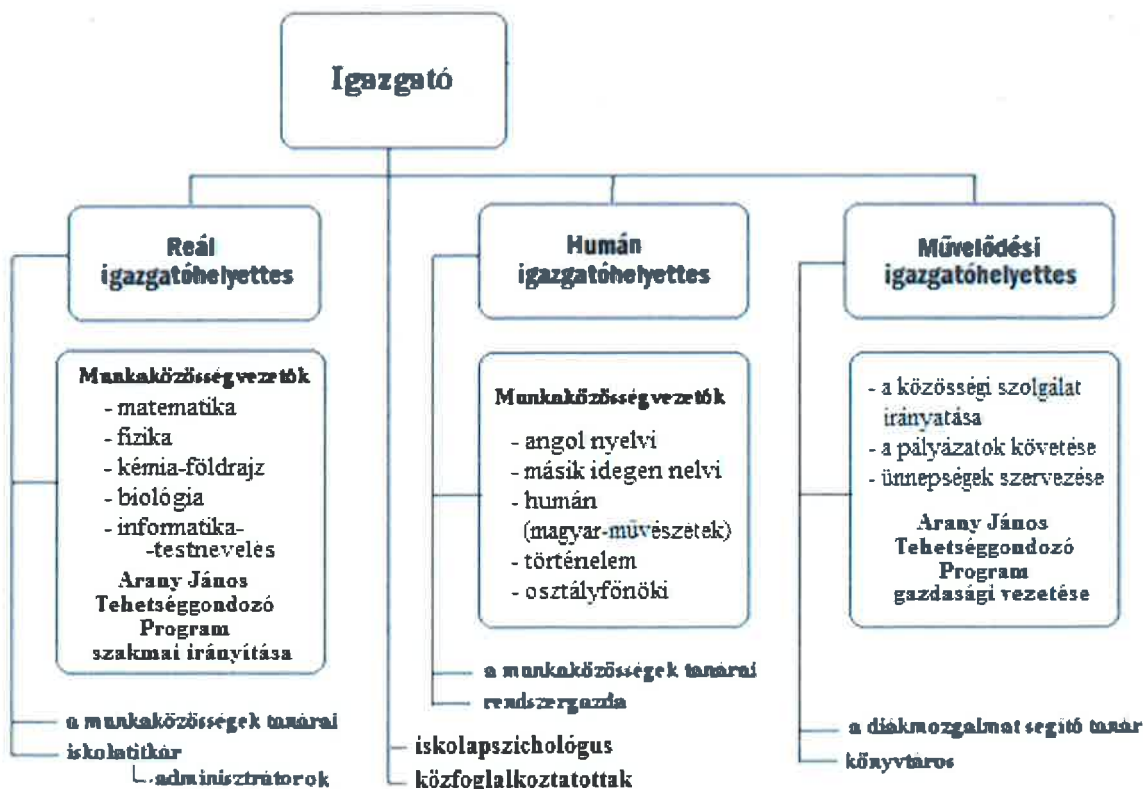 Igazgató
Reál
igazgatóhelyettes
Munkaközösségvezetők
- matematika
- fizika
- kémia-földrajz
- biológia
- informatika-
-testnevelés
Arany János
Tehetséggondozó
Program
szakmai irányítása
a munkaközösségek tanárai
iskolatitkár
adminisztrátorok
Humán
igazgatóhelyettes
Munkaközösségvezetők
- angol nyelvi
- másik idegen nelvi
- humán
(magyar-művészetek)
- történelem
- osztályfőnöki
a munkaközösségek tanárai
rendszergazda
iskolapszichológus
közfoglalkoztatottak
Művelődési
igazgatóhelyettes
- a közösségi szolgálat
irányatása
- a pályázatok követése
- ünnepségek szervezése
Arany János
Tehetséggondozó
Program
gazdasági vezetése
a diákmozgalmat segítő tanár
könyvtáros